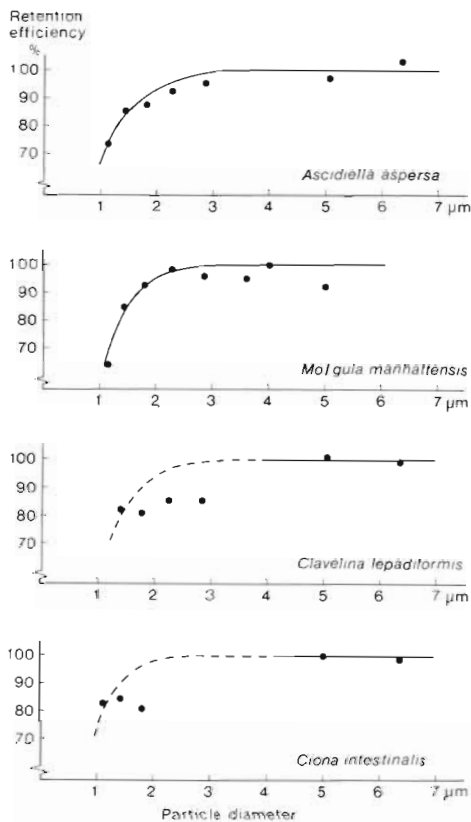 Retention
efficiency
%
100
90
80
70
Ascidiella aspersa
1 2 3 4 5 6 7 µm
100
90
80
70
Molgula manhattensis
1 2 3 4 5 6 7 µm
100
90
80
70
Clavelina lepadiformis
1 2 3 4 5 6 7 µm
100
90
80
70
Ciona intestinalis
1 2 3 4 5 6 7 µm
Particle diameter